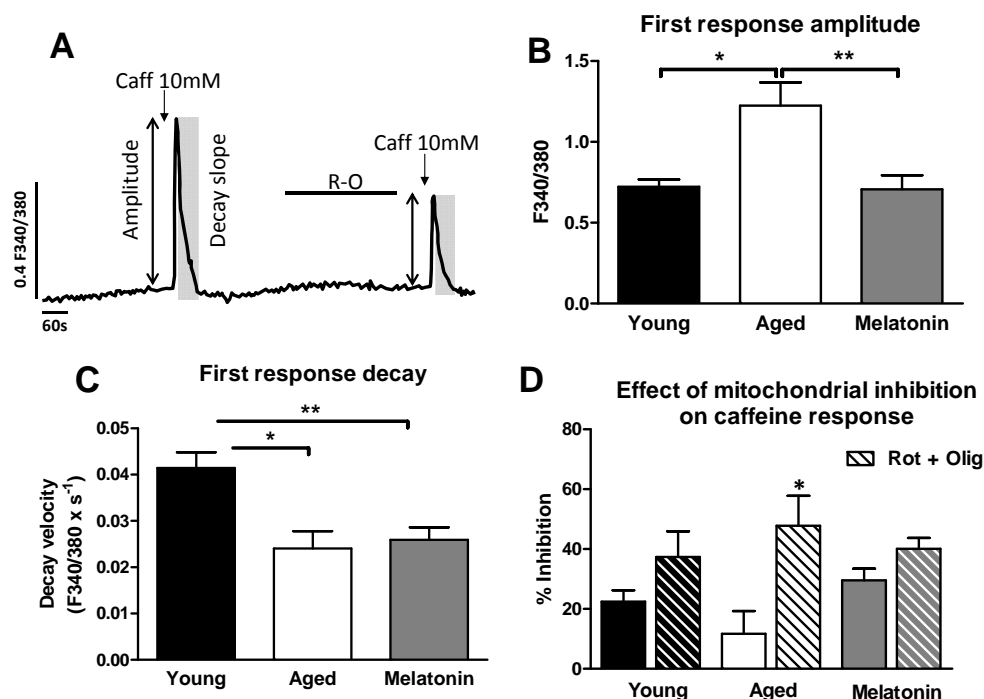 A
Caff 10mM
Amplitude
Decay slope
R-O
Caff 10mM
0.4 F340/380
60s
B
First response amplitude
*
**
F340/380
1.5
1.0
0.5
0.0
Young Aged Melatonin
C
First response decay
**
*
Decay velocity
(F340/380 x s-1)
0.05
0.04
0.03
0.02
0.01
0.00
Young Aged Melatonin
D
Effect of mitochondrial inhibition
on caffeine response
Rot + Olig
*
% Inhibition
80
60
40
20
0
Young Aged Melatonin